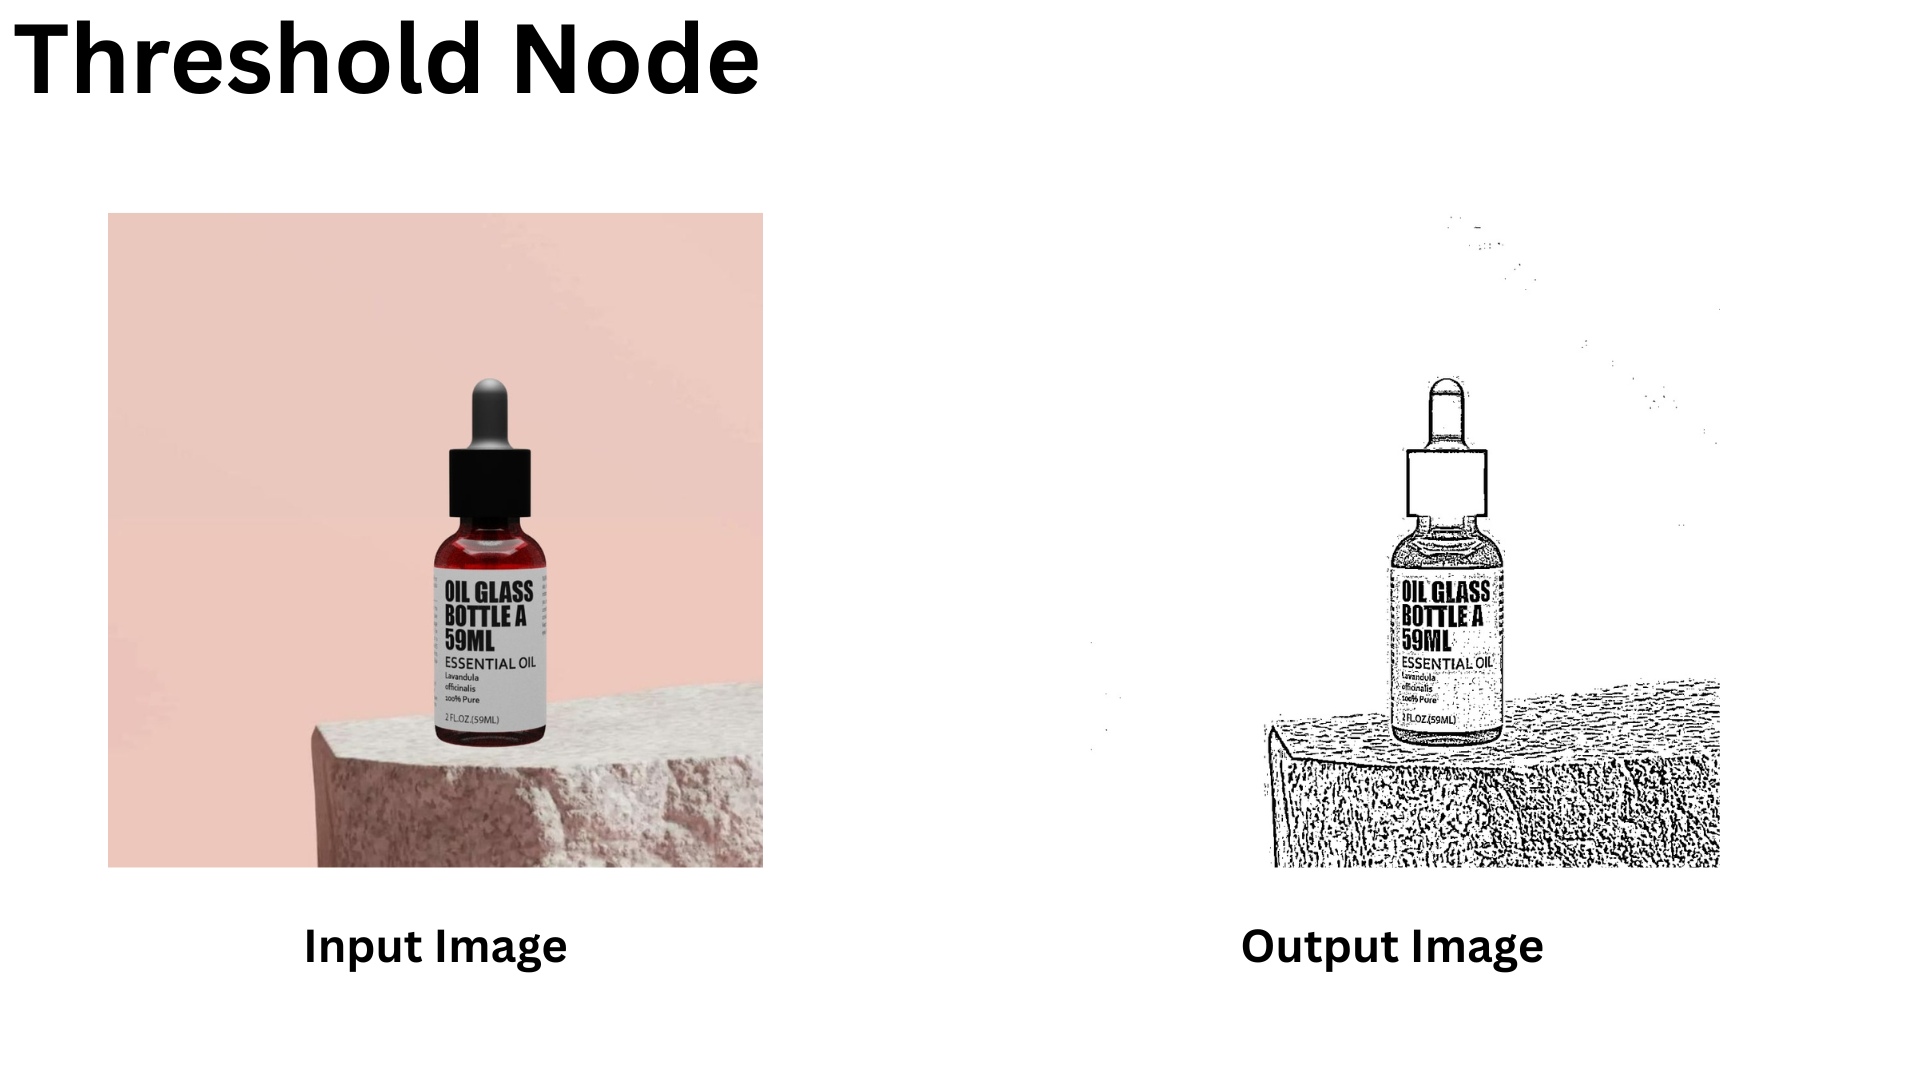 Threshold Node
OIL GLASS
BOTTLE A
59ML
ESSENTIAL OIL
Lavandula
officinalis
100% Pure
2 FL.OZ.(59ML)
OIL GLASS
BOTTLE A
59ML
ESSENTIAL OIL
Lavandula
officinalis
100% Pure
2 FL.OZ.(59ML)
Input Image
Output Image